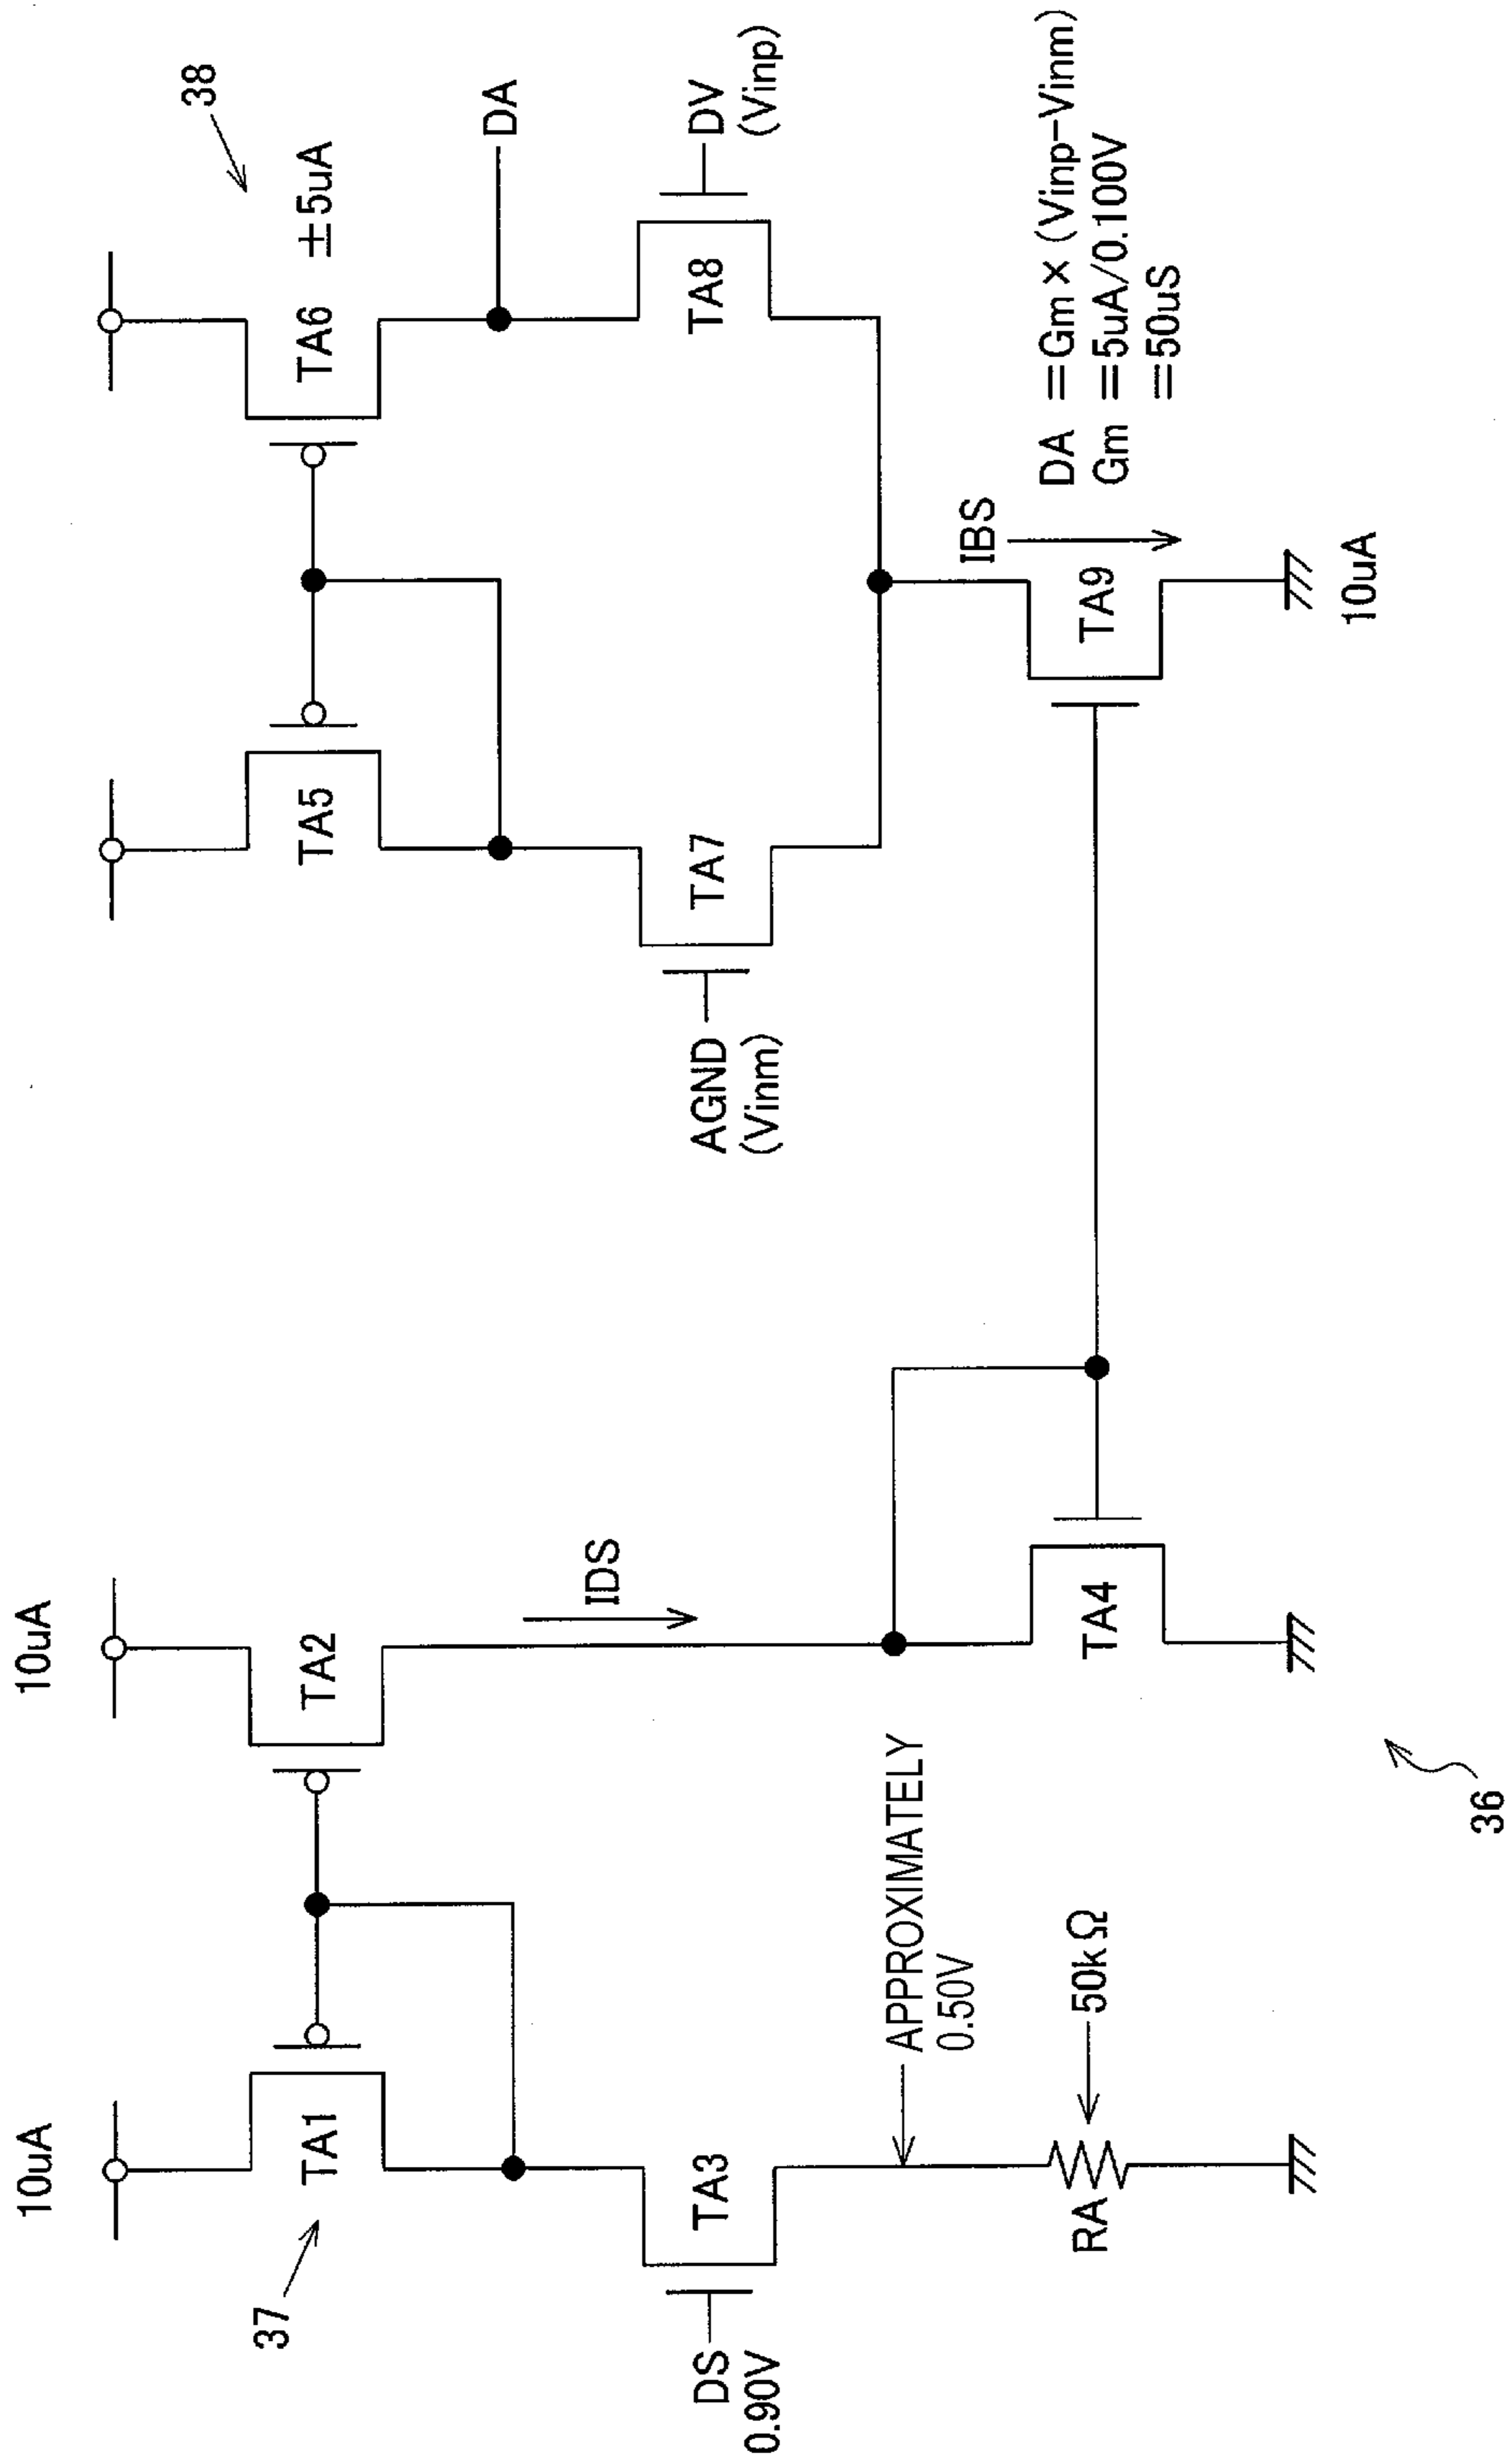 10uA
10uA
37
TA1
TA2
IDS
DS
0.90V
TA3
APPROXIMATELY
0.50V
RA
50kΩ
TA4
36
38
TA5
TA6
±5uA
DA
AGND
(Vinm)
TA7
TA8
DV
(Vinp)
IBS
TA9
10uA
DA =Gm×(Vinp-Vinm)
Gm =5uA/0.100V
=50uS